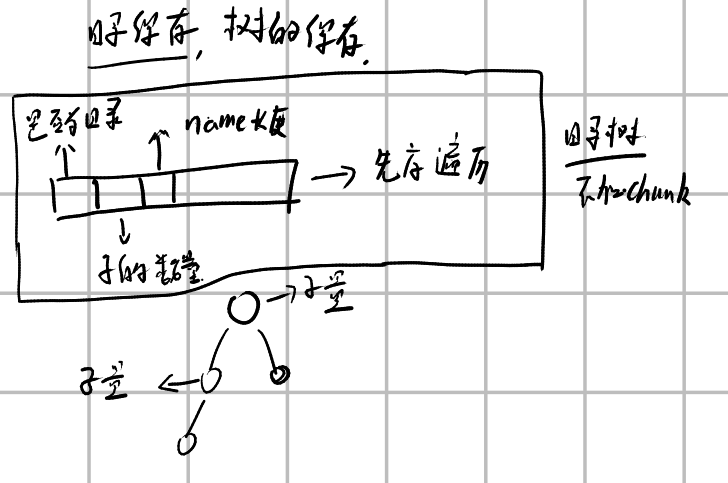 目录保存，树的保存.
是否为目录
name长度
先序遍历
子的数量
目录树
不加chunk
子量
子量